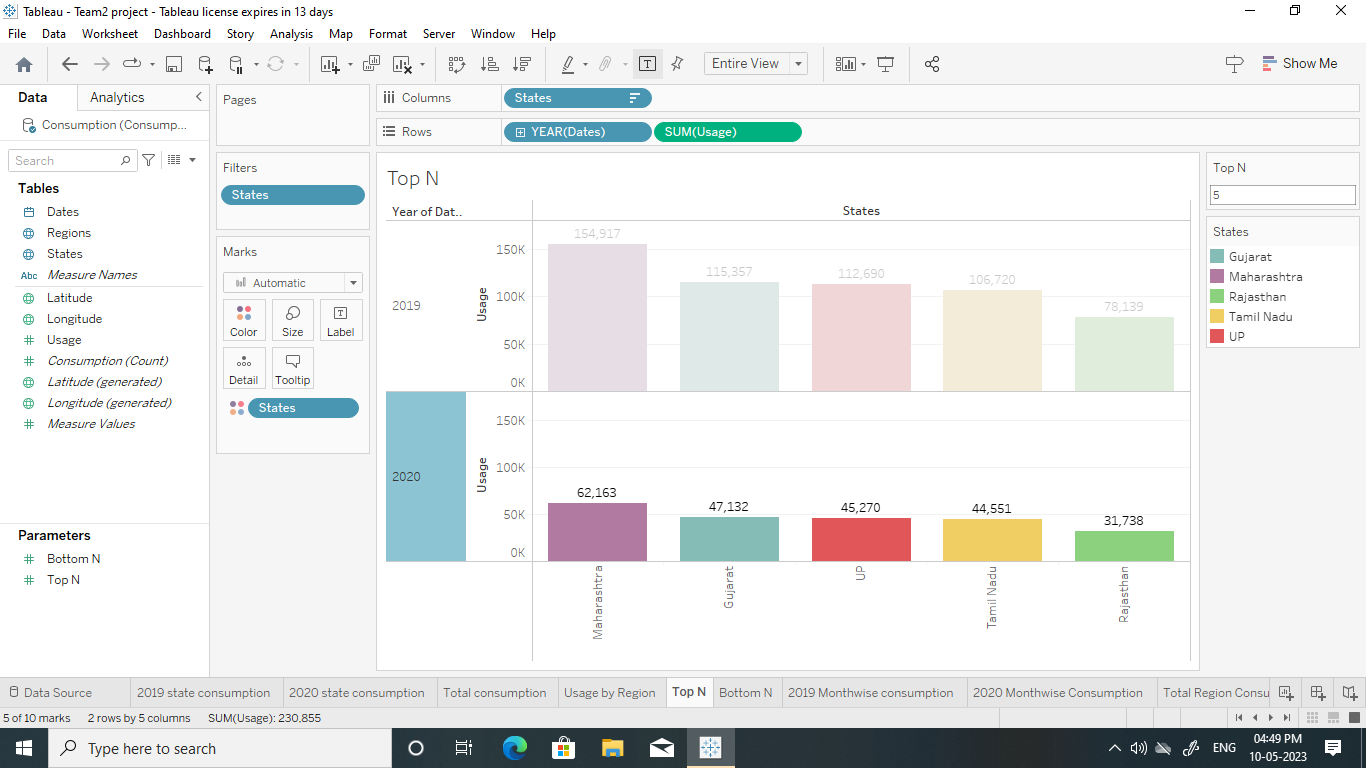 Tableau - Team2 project - Tableau license expires in 13 days
File Data Worksheet Dashboard Story Analysis Map Format Server Window Help
Entire View
Show Me
Data Analytics
Consumption (Consump...
Search
Tables
Dates
Regions
States
Abc Measure Names
Latitude
Longitude
Usage
Consumption (Count)
Latitude (generated)
Longitude (generated)
Measure Values
Parameters
Bottom N
Top N
Pages
Filters
States
Marks
Automatic
Color Size Label
Detail Tooltip
States
Columns States
Rows YEAR(Dates) SUM(Usage)
Top N
Year of Dat.. States
2019
Usage
150K
100K
50K
0K
154,917
115,357
112,690
106,720
78,139
2020
Usage
150K
100K
50K
0K
62,163
47,132
45,270
44,551
31,738
Maharashtra
Gujarat
UP
Tamil Nadu
Rajasthan
Top N
5
States
Gujarat
Maharashtra
Rajasthan
Tamil Nadu
UP
Data Source 2019 state consumption 2020 state consumption Total consumption Usage by Region Top N Bottom N 2019 Monthwise consumption 2020 Monthwise Consumption Total Region Consu
5 of 10 marks 2 rows by 5 columns SUM(Usage): 230,855
Type here to search
ENG
04:49 PM
10-05-2023